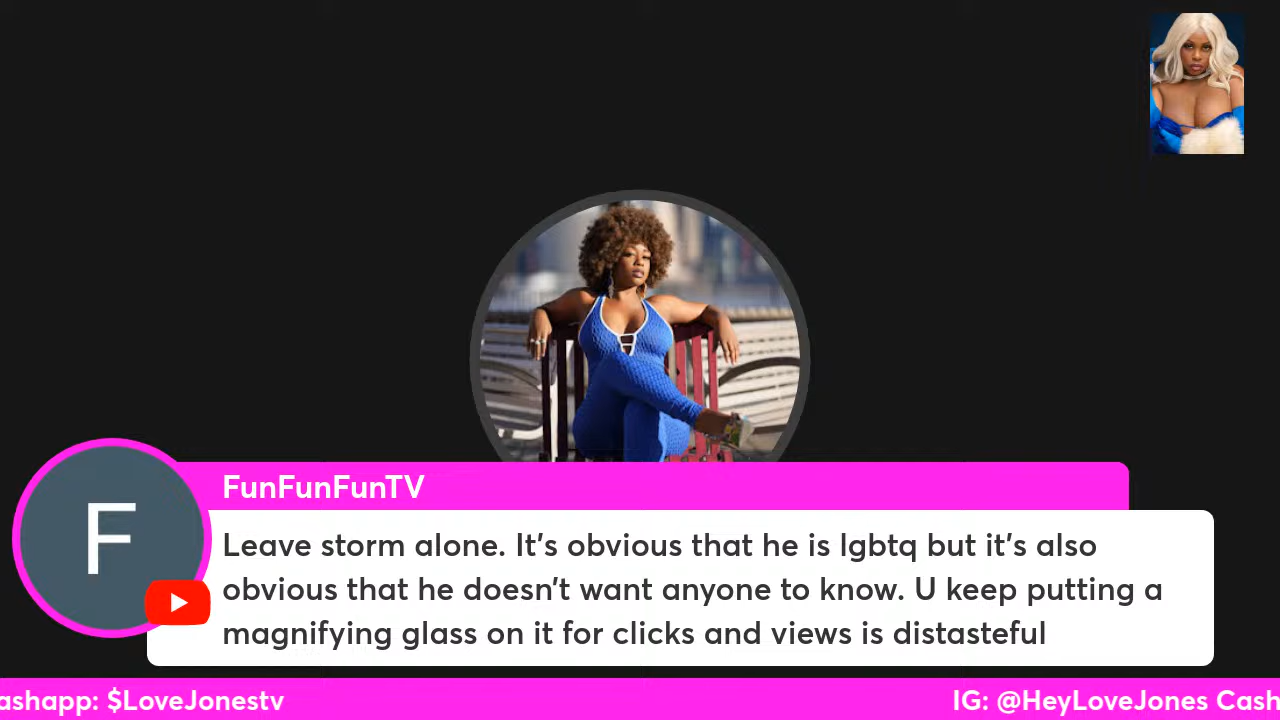 FunFunFunTV
F
Leave storm alone. It's obvious that he is lgbtq but it's also
obvious that he doesn't want anyone to know. U keep putting a
magnifying glass on it for clicks and views is distasteful
ashapp: $LoveJonestv IG: @HeyLoveJones Cash